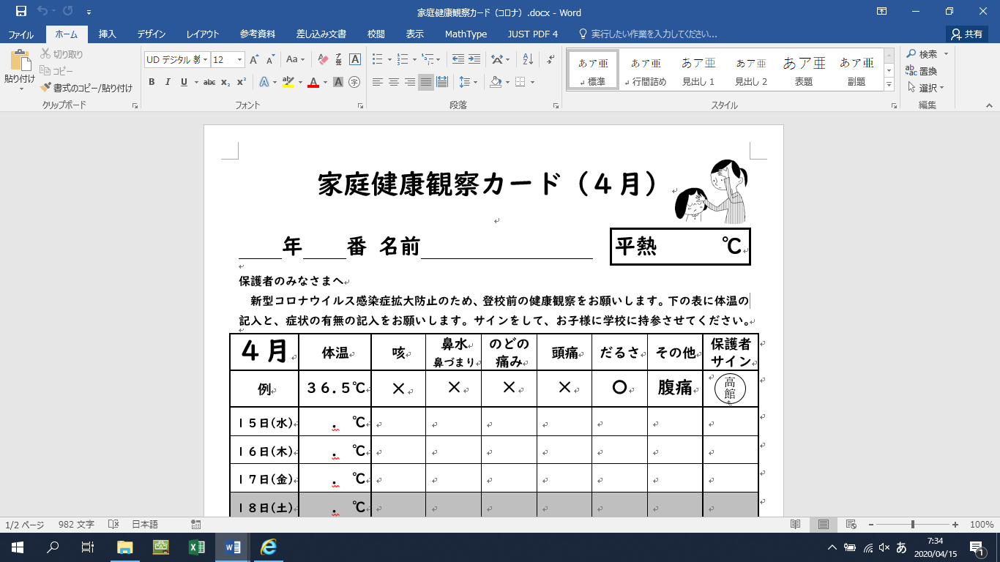 家庭健康観察カード（コロナ）.docx - Word
ファイル ホーム 挿入 デザイン レイアウト 参考資料 差し込み文書 校閲 表示 MathType JUST PDF 4 実行したい作業を入力してください... 共有
貼り付け 切り取り コピー 書式のコピー/貼り付け
UD デジタル 教 12
あア亜 標準 あア亜 行間詰め あア亜 見出し 1 あア亜 見出し 2 あア亜 表題 あア亜 副題
検索 置換 選択
クリップボード フォント 段落 スタイル 編集
家庭健康観察カード（４月）
年 番 名前 平熱 ℃
保護者のみなさまへ
新型コロナウイルス感染症拡大防止のため、登校前の健康観察をお願いします。下の表に体温の
記入と、症状の有無の記入をお願いします。サインをして、お子様に学校に持参させてください。
４月 体温 咳 鼻水 鼻づまり のどの痛み 頭痛 だるさ その他 保護者サイン
例 ３６.５℃ × × × × 〇 腹痛 高館
１５日(水) . ℃
１６日(木) . ℃
１７日(金) . ℃
１８日(土) . ℃
1/2 ページ 982 文字 日本語 100%
あ 7:34
2020/04/15 1